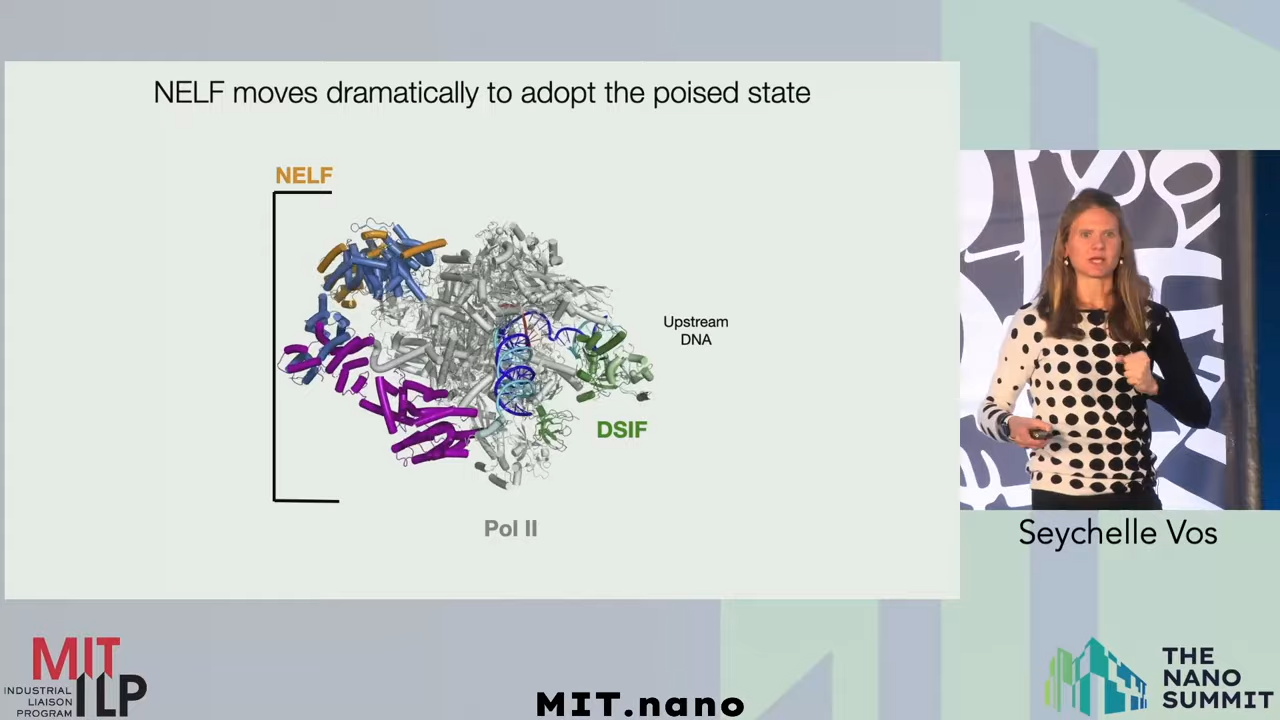 NELF moves dramatically to adopt the poised state
NELF
Upstream
DNA
DSIF
Pol II
Seychelle Vos
MIT
ILP
INDUSTRIAL
LIAISON
PROGRAM
MIT.nano
THE
NANO
SUMMIT